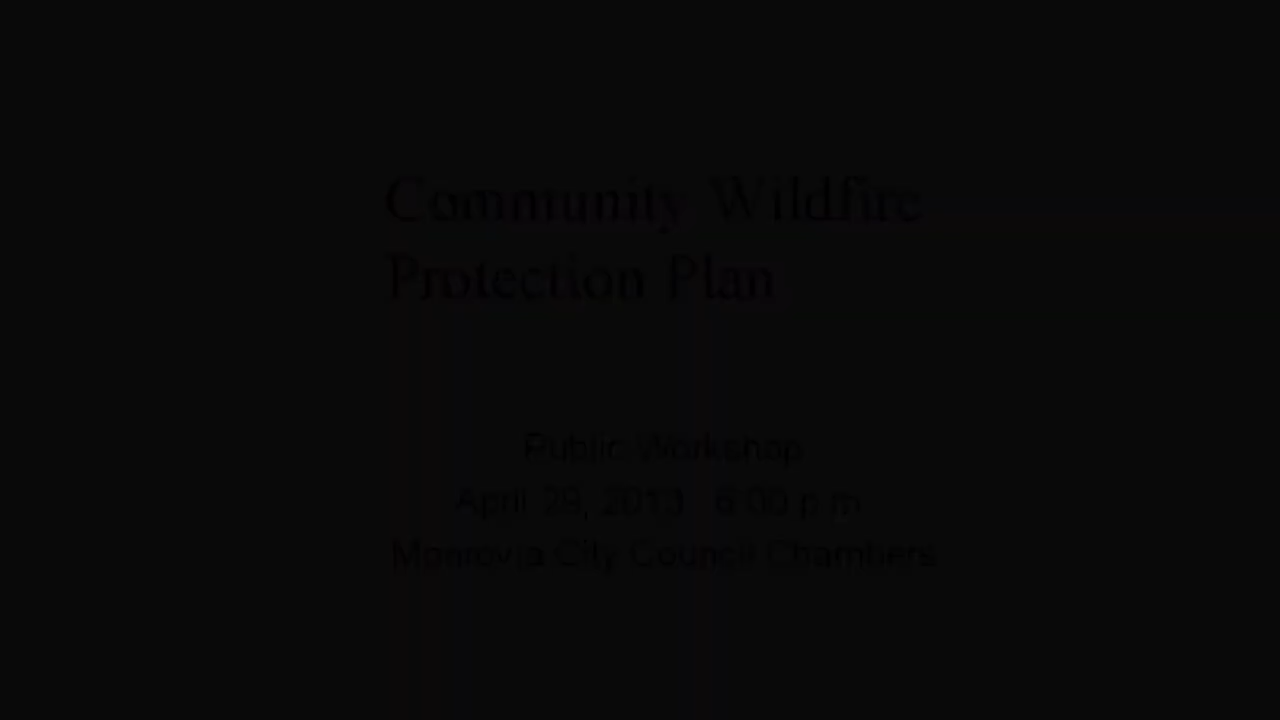 Community Wildfire
Protection Plan
Public Workshop
April 29, 2013 6:00 p.m.
Monrovia City Council Chambers